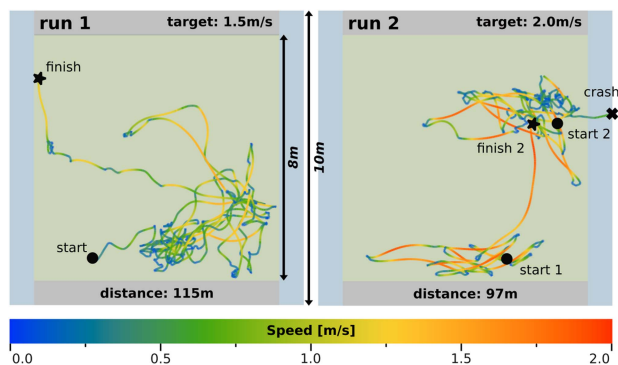 run 1 target: 1.5m/s
run 2 target: 2.0m/s
finish
crash
start 2
finish 2
8m
10m
start
start 1
distance: 115m
distance: 97m
Speed [m/s]
0.0 0.5 1.0 1.5 2.0